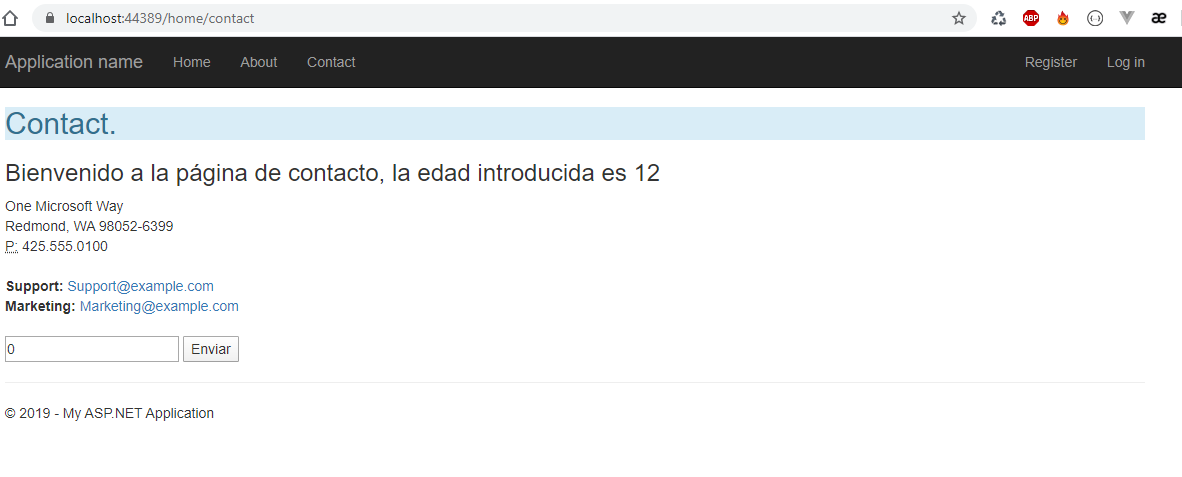 localhost:44389/home/contact
ABP
æ
Application name Home About Contact Register Log in
Contact.
Bienvenido a la página de contacto, la edad introducida es 12
One Microsoft Way
Redmond, WA 98052-6399
P: 425.555.0100
Support: Support@example.com
Marketing: Marketing@example.com
0 Enviar
© 2019 - My ASP.NET Application